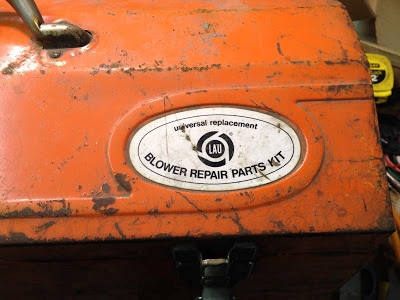 universal replacement
LAU
BLOWER REPAIR PARTS KIT